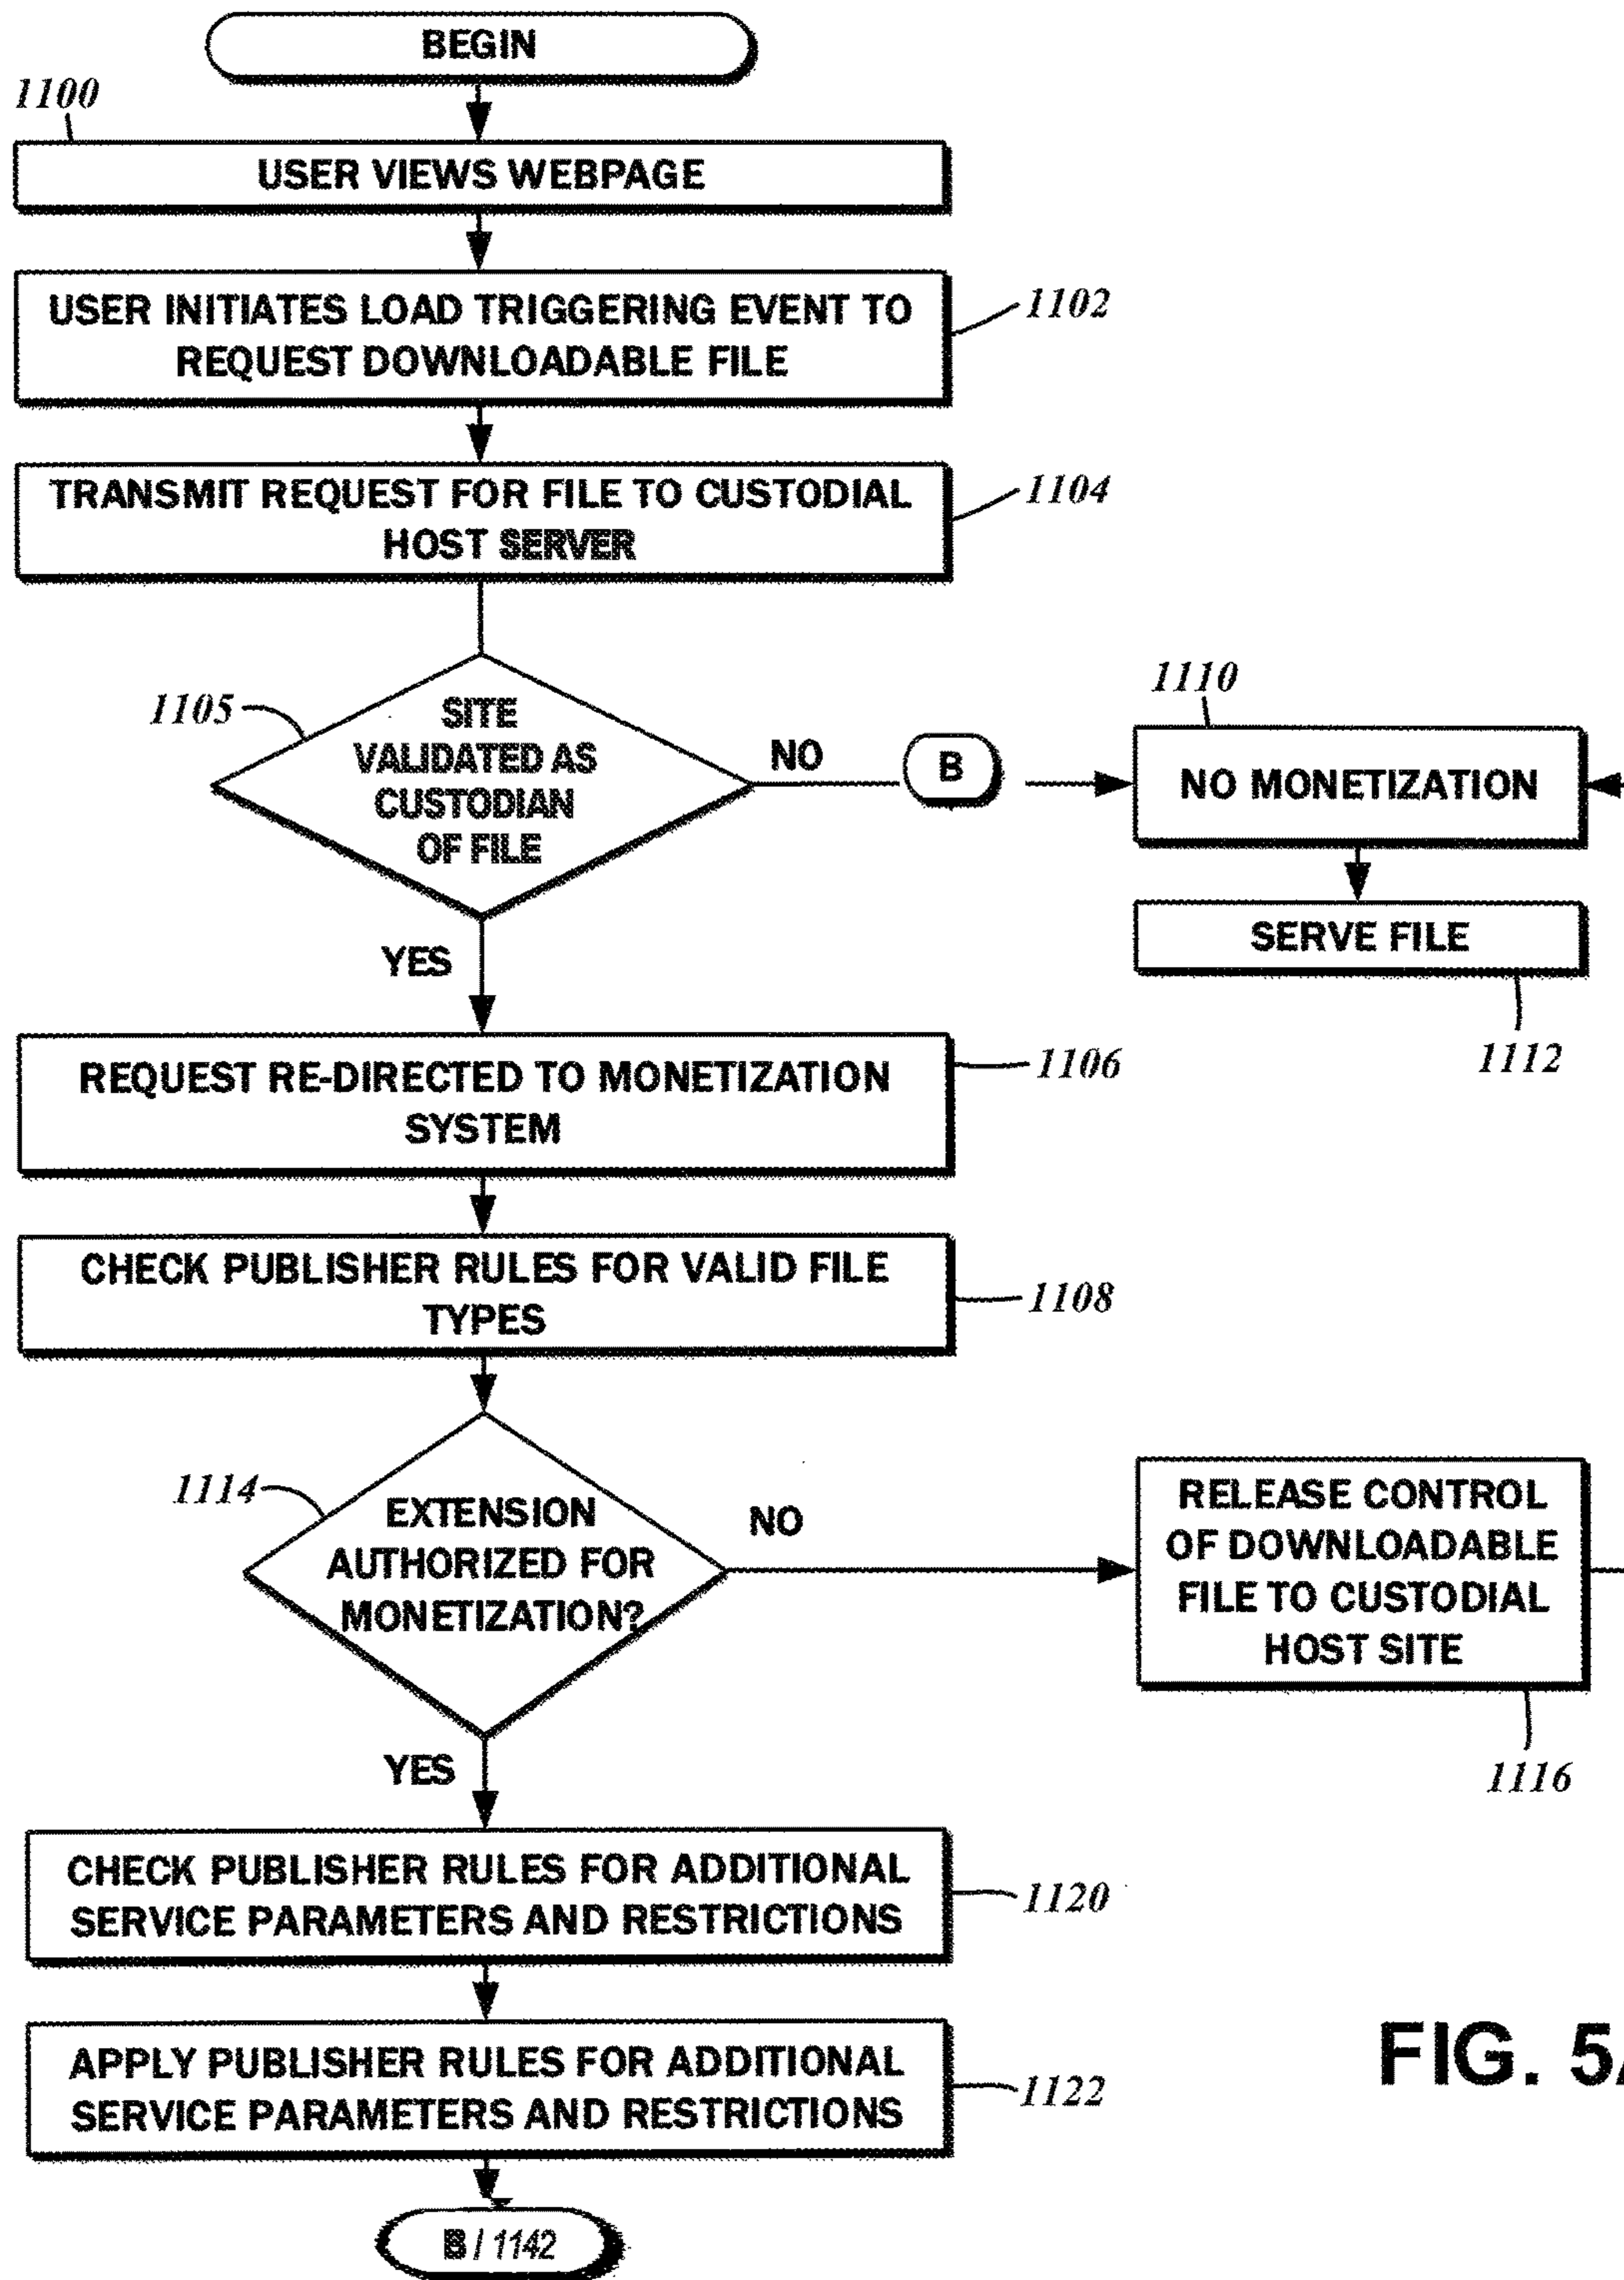 BEGIN
1100
USER VIEWS WEBPAGE
USER INITIATES LOAD TRIGGERING EVENT TO
REQUEST DOWNLOADABLE FILE
1102
TRANSMIT REQUEST FOR FILE TO CUSTODIAL
HOST SERVER
1104
1105
SITE
VALIDATED AS
CUSTODIAN
OF FILE
NO
B
1110
NO MONETIZATION
SERVE FILE
1112
YES
REQUEST RE-DIRECTED TO MONETIZATION
SYSTEM
1106
CHECK PUBLISHER RULES FOR VALID FILE
TYPES
1108
1114
EXTENSION
AUTHORIZED FOR
MONETIZATION?
NO
RELEASE CONTROL
OF DOWNLOADABLE
FILE TO CUSTODIAL
HOST SITE
1116
YES
CHECK PUBLISHER RULES FOR ADDITIONAL
SERVICE PARAMETERS AND RESTRICTIONS
1120
APPLY PUBLISHER RULES FOR ADDITIONAL
SERVICE PARAMETERS AND RESTRICTIONS
1122
B / 1142
FIG. 5A